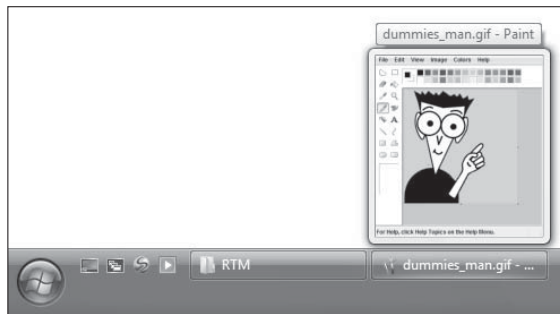 dummies_man.gif - Paint
File Edit View Image Colors Help
For Help, click Help Topics on the Help Menu.
RTM
dummies_man.gif - ...